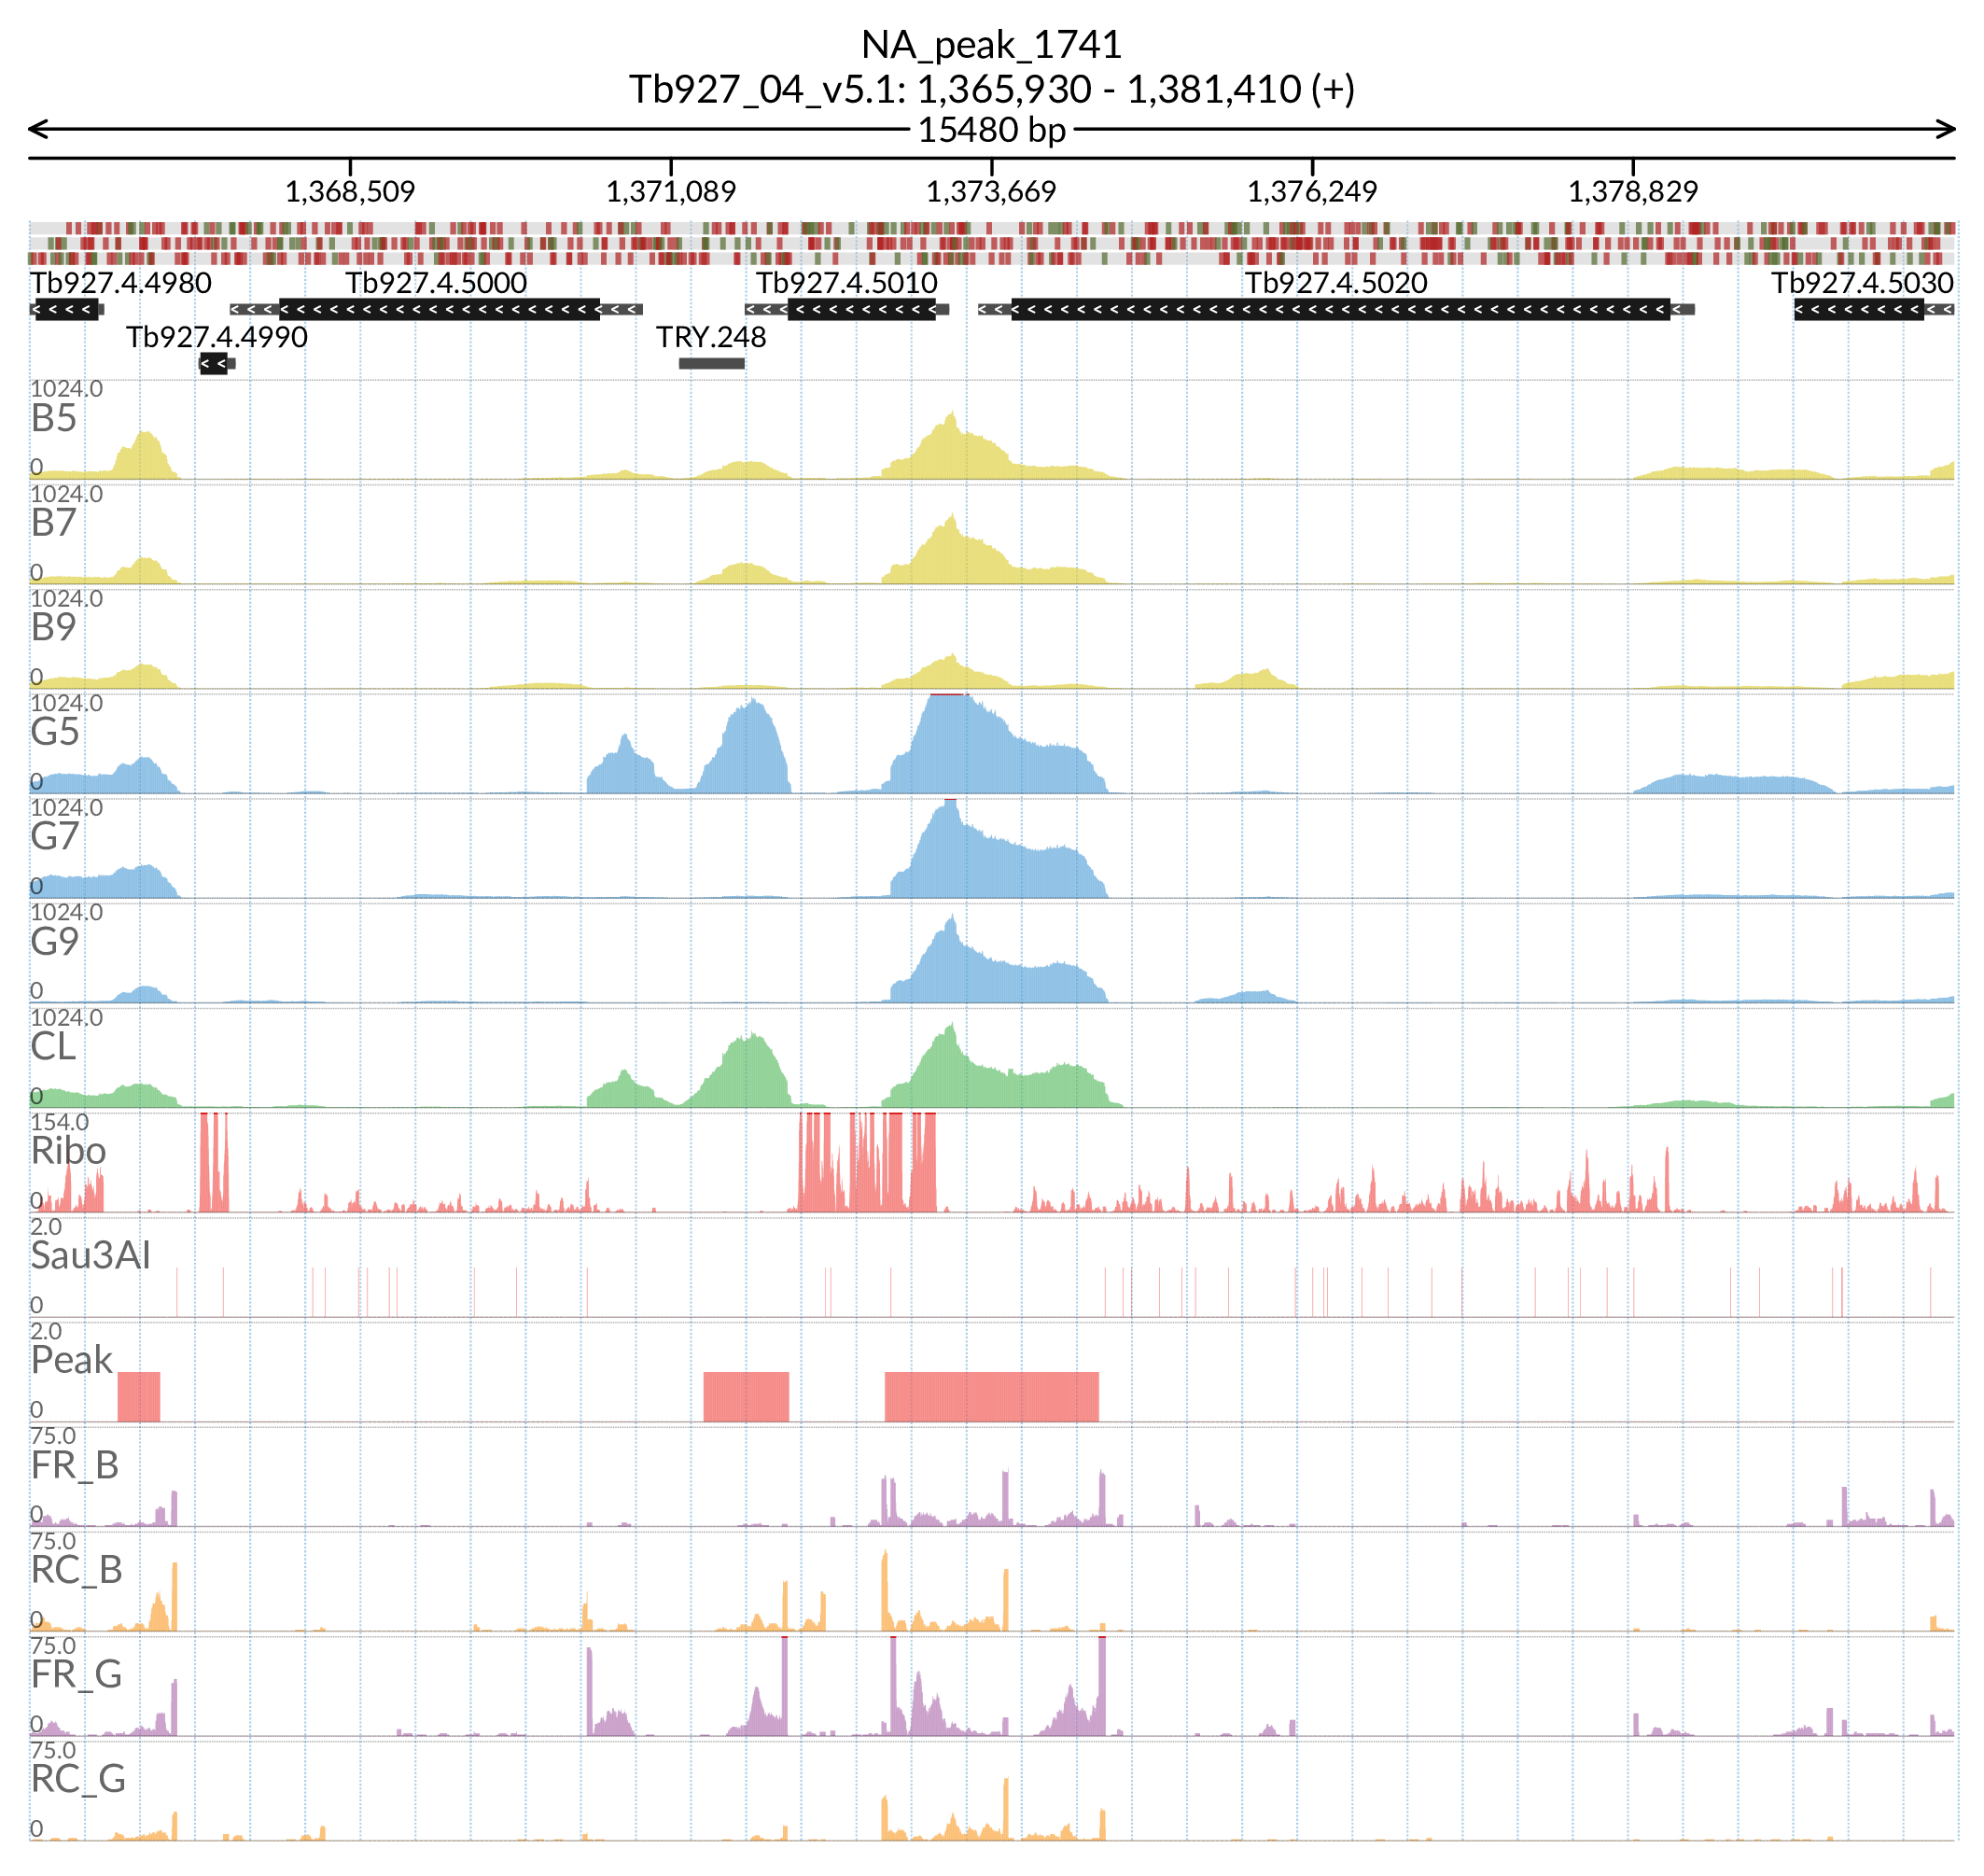 NA_peak_1741
Tb927_04_v5.1: 1,365,930 - 1,381,410 (+)
15480 bp
1,368,509 1,371,089 1,373,669 1,376,249 1,378,829
Tb927.4.4980 Tb927.4.5000 Tb927.4.5010 Tb927.4.5020 Tb927.4.5030
Tb927.4.4990 TRY.248
1024.0
B5
0
1024.0
B7
0
1024.0
B9
0
1024.0
G5
0
1024.0
G7
0
1024.0
G9
0
1024.0
CL
0
154.0
Ribo
0
2.0
Sau3AI
0
2.0
Peak
0
75.0
FR_B
0
75.0
RC_B
0
75.0
FR_G
0
75.0
RC_G
0